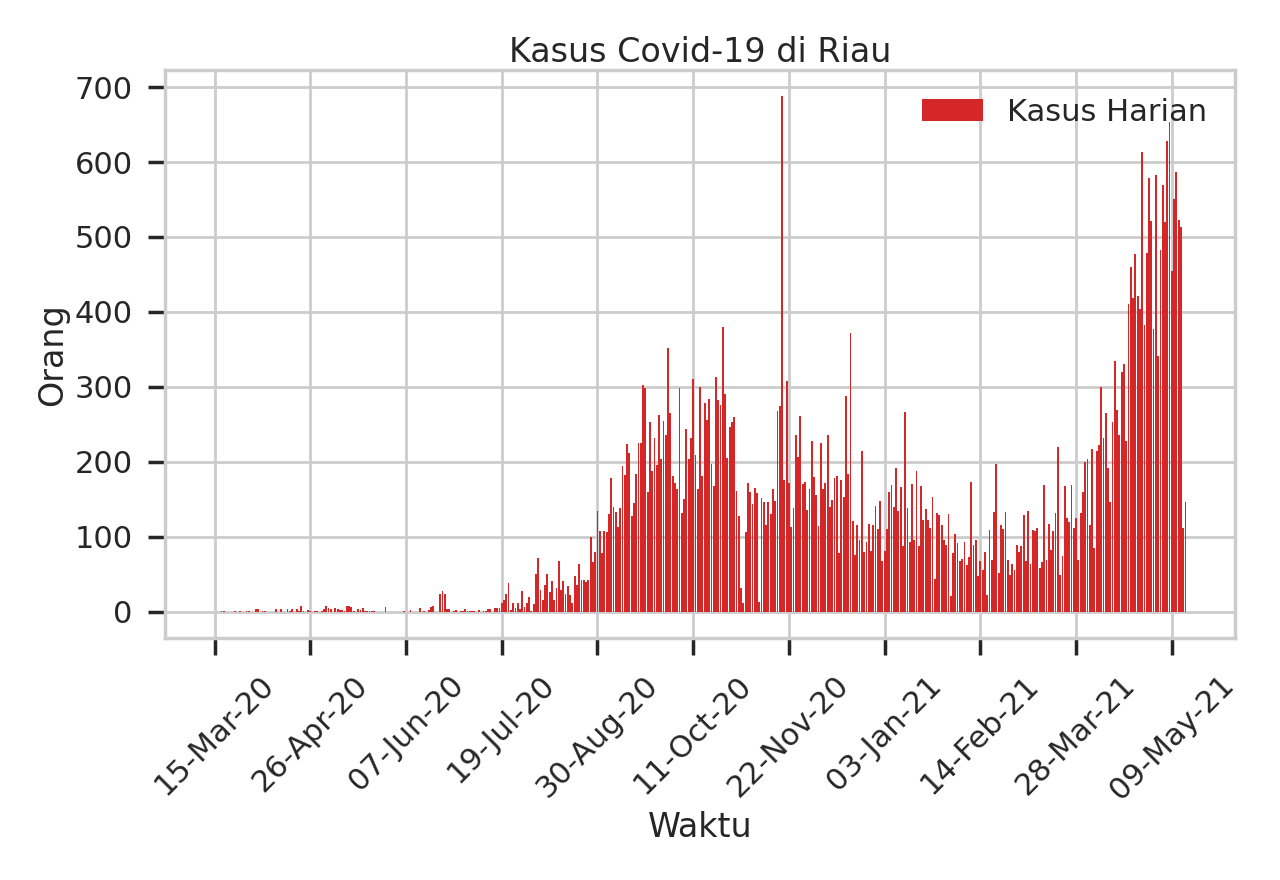 Kasus Covid-19 di Riau
Kasus Harian
Orang
700
600
500
400
300
200
100
0
15-Mar-20
26-Apr-20
07-Jun-20
19-Jul-20
30-Aug-20
11-Oct-20
22-Nov-20
03-Jan-21
14-Feb-21
28-Mar-21
09-May-21
Waktu